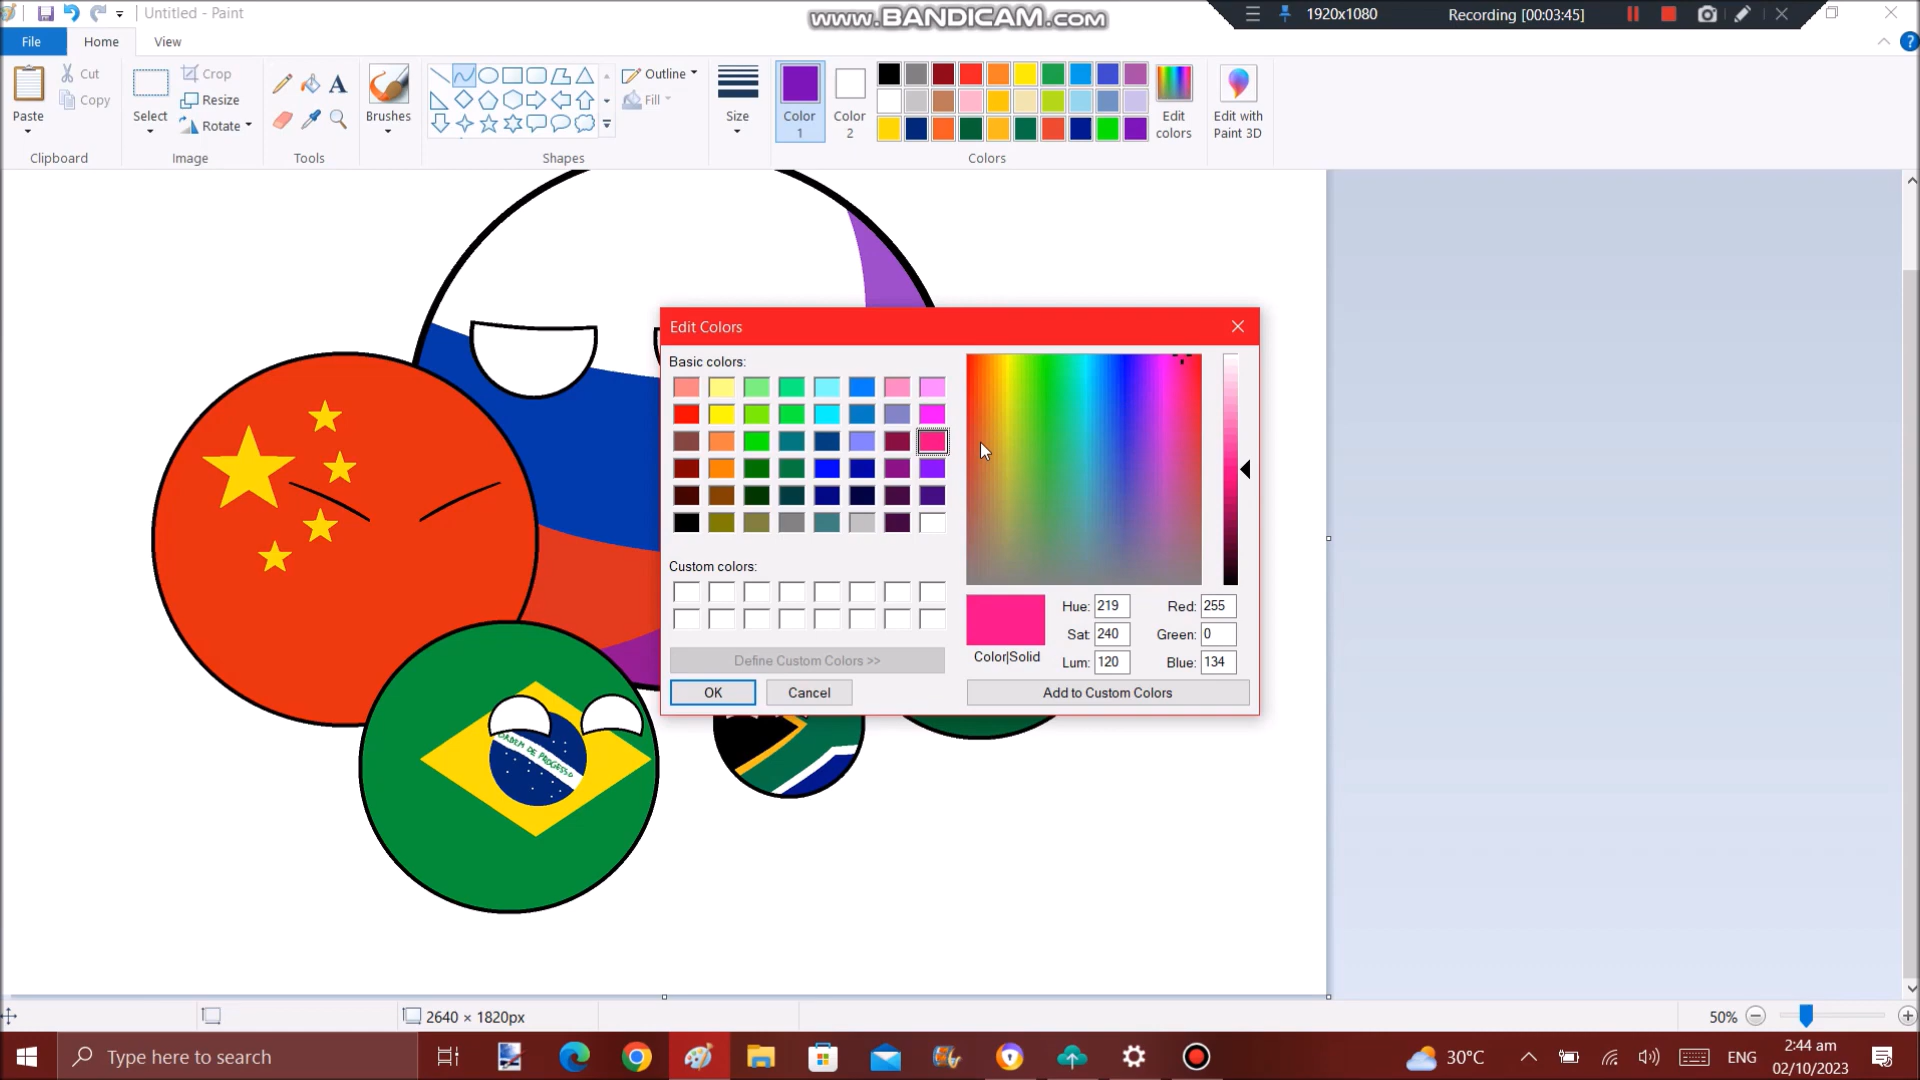 Untitled - Paint
www.BANDICAM.com
1920x1080
Recording [00:03:45]
File
Home
View
Paste
Cut
Copy
Clipboard
Select
Crop
Resize
Rotate
Image
Tools
Brushes
Shapes
Outline
Fill
Size
Color 1
Color 2
Edit colors
Edit with Paint 3D
Colors
Edit Colors
Basic colors:
Custom colors:
Define Custom Colors >>
OK
Cancel
Color|Solid
Hue: 219
Sat: 240
Lum: 120
Red: 255
Green: 0
Blue: 134
Add to Custom Colors
ORDEM DE PROGESSO
2640 × 1820px
50%
Type here to search
30°C
ENG
2:44 am
02/10/2023